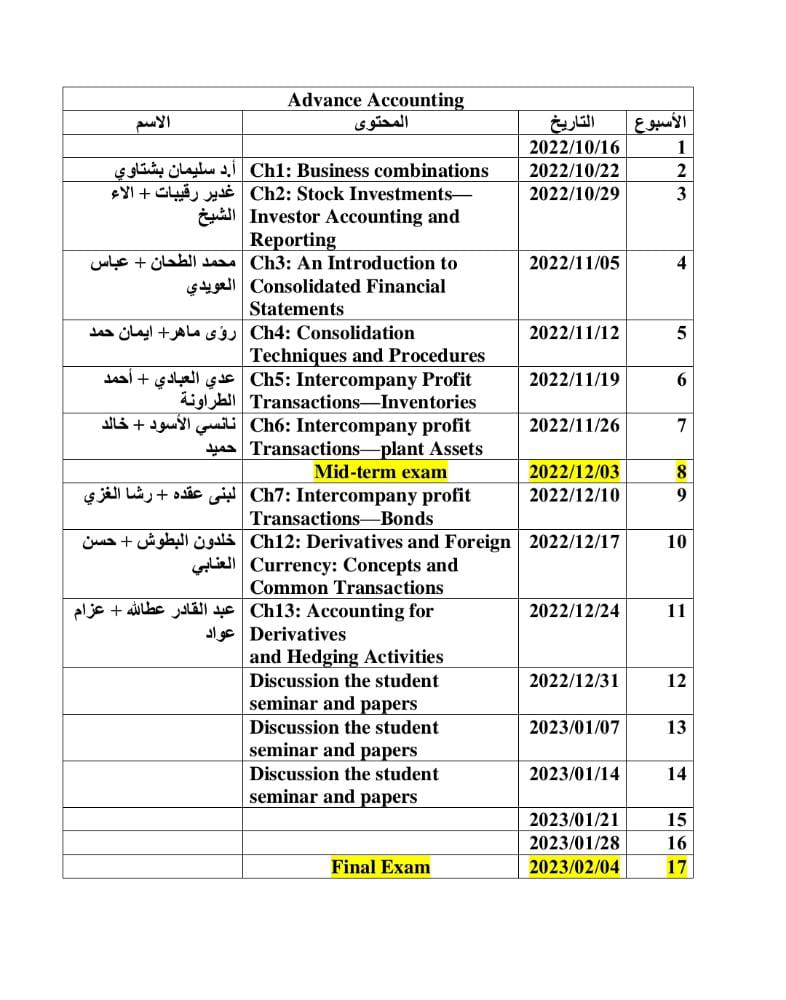 Advance Accounting
الأسبوع التاريخ المحتوى الاسم
1 2022/10/16
2 2022/10/22 Ch1: Business combinations أ.د سليمان بشتاوي
3 2022/10/29 Ch2: Stock Investments— غدير رقيبات + الاء
Investor Accounting and الشيخ
Reporting
4 2022/11/05 Ch3: An Introduction to محمد الطحان + عباس
Consolidated Financial العويدي
Statements
5 2022/11/12 Ch4: Consolidation رؤى ماهر+ ايمان حمد
Techniques and Procedures
6 2022/11/19 Ch5: Intercompany Profit عدي العبادي + أحمد
Transactions—Inventories الطراونة
7 2022/11/26 Ch6: Intercompany profit نانسي الأسود + خالد
Transactions—plant Assets حميد
8 2022/12/03 Mid-term exam
9 2022/12/10 Ch7: Intercompany profit لبنى عقده + رشا الغزي
Transactions—Bonds
10 2022/12/17 Ch12: Derivatives and Foreign خلدون البطوش + حسن
Currency: Concepts and العنابي
Common Transactions
11 2022/12/24 Ch13: Accounting for عبد القادر عطالله + عزام
Derivatives عواد
and Hedging Activities
12 2022/12/31 Discussion the student
seminar and papers
13 2023/01/07 Discussion the student
seminar and papers
14 2023/01/14 Discussion the student
seminar and papers
15 2023/01/21
16 2023/01/28
17 2023/02/04 Final Exam